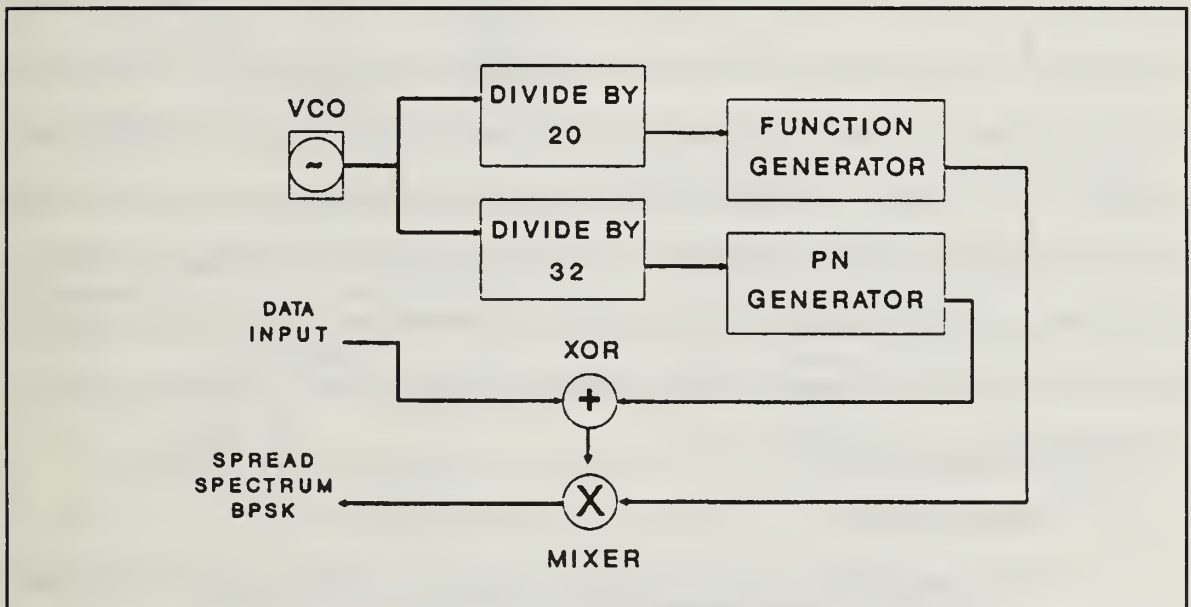 VCO
~
DIVIDE BY
20
FUNCTION
GENERATOR
DIVIDE BY
32
PN
GENERATOR
DATA
INPUT
XOR
+
SPREAD
SPECTRUM
BPSK
X
MIXER